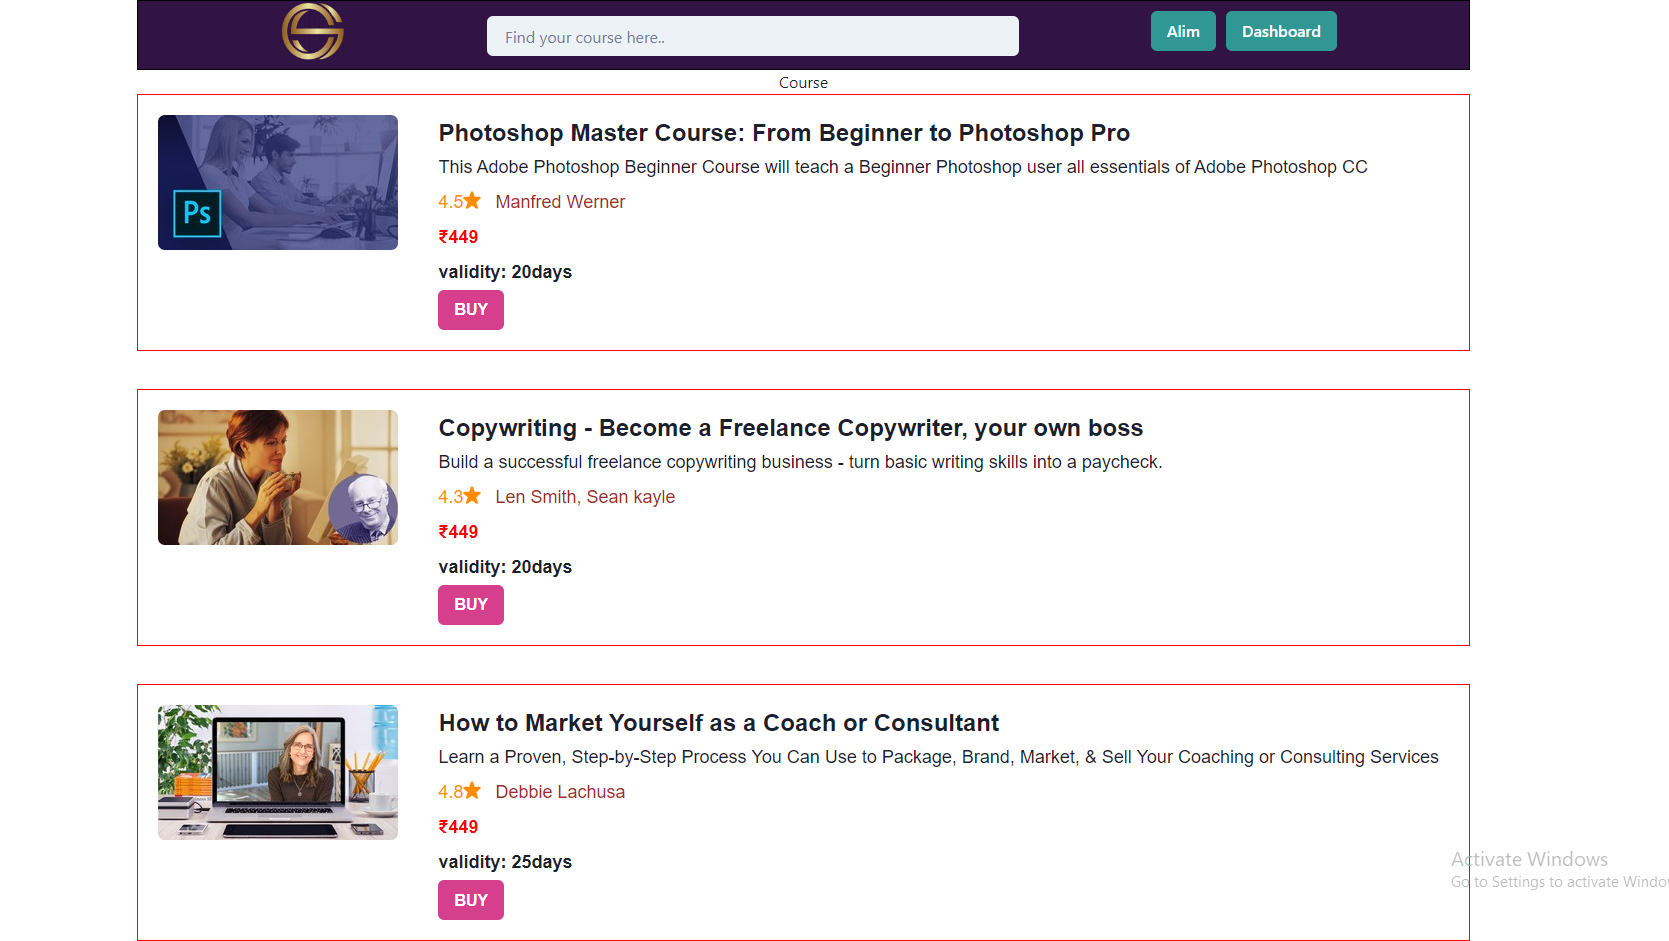 Find your course here..
Alim
Dashboard
Course
Photoshop Master Course: From Beginner to Photoshop Pro
This Adobe Photoshop Beginner Course will teach a Beginner Photoshop user all essentials of Adobe Photoshop CC
Ps
4.5 Manfred Werner
₹449
validity: 20days
BUY
Copywriting - Become a Freelance Copywriter, your own boss
Build a successful freelance copywriting business - turn basic writing skills into a paycheck.
4.3 Len Smith, Sean kayle
₹449
validity: 20days
BUY
How to Market Yourself as a Coach or Consultant
Learn a Proven, Step-by-Step Process You Can Use to Package, Brand, Market, & Sell Your Coaching or Consulting Services
4.8 Debbie Lachusa
₹449
validity: 25days
BUY
Activate Windows
Go to Settings to activate Windo